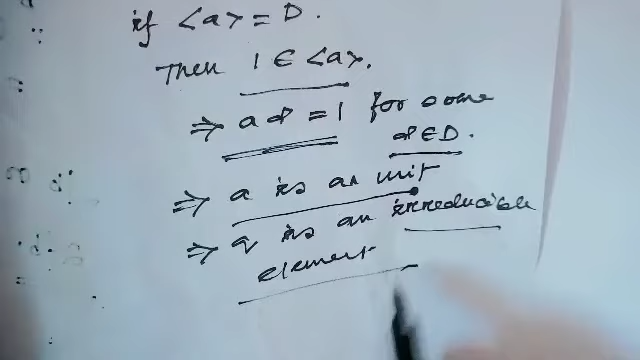 if <a> = D.
Then 1 ∈ <a>.
⇒ ad = 1 for some
d ∈ D.
⇒ a is an unit
⇒ a is an irreducible
element